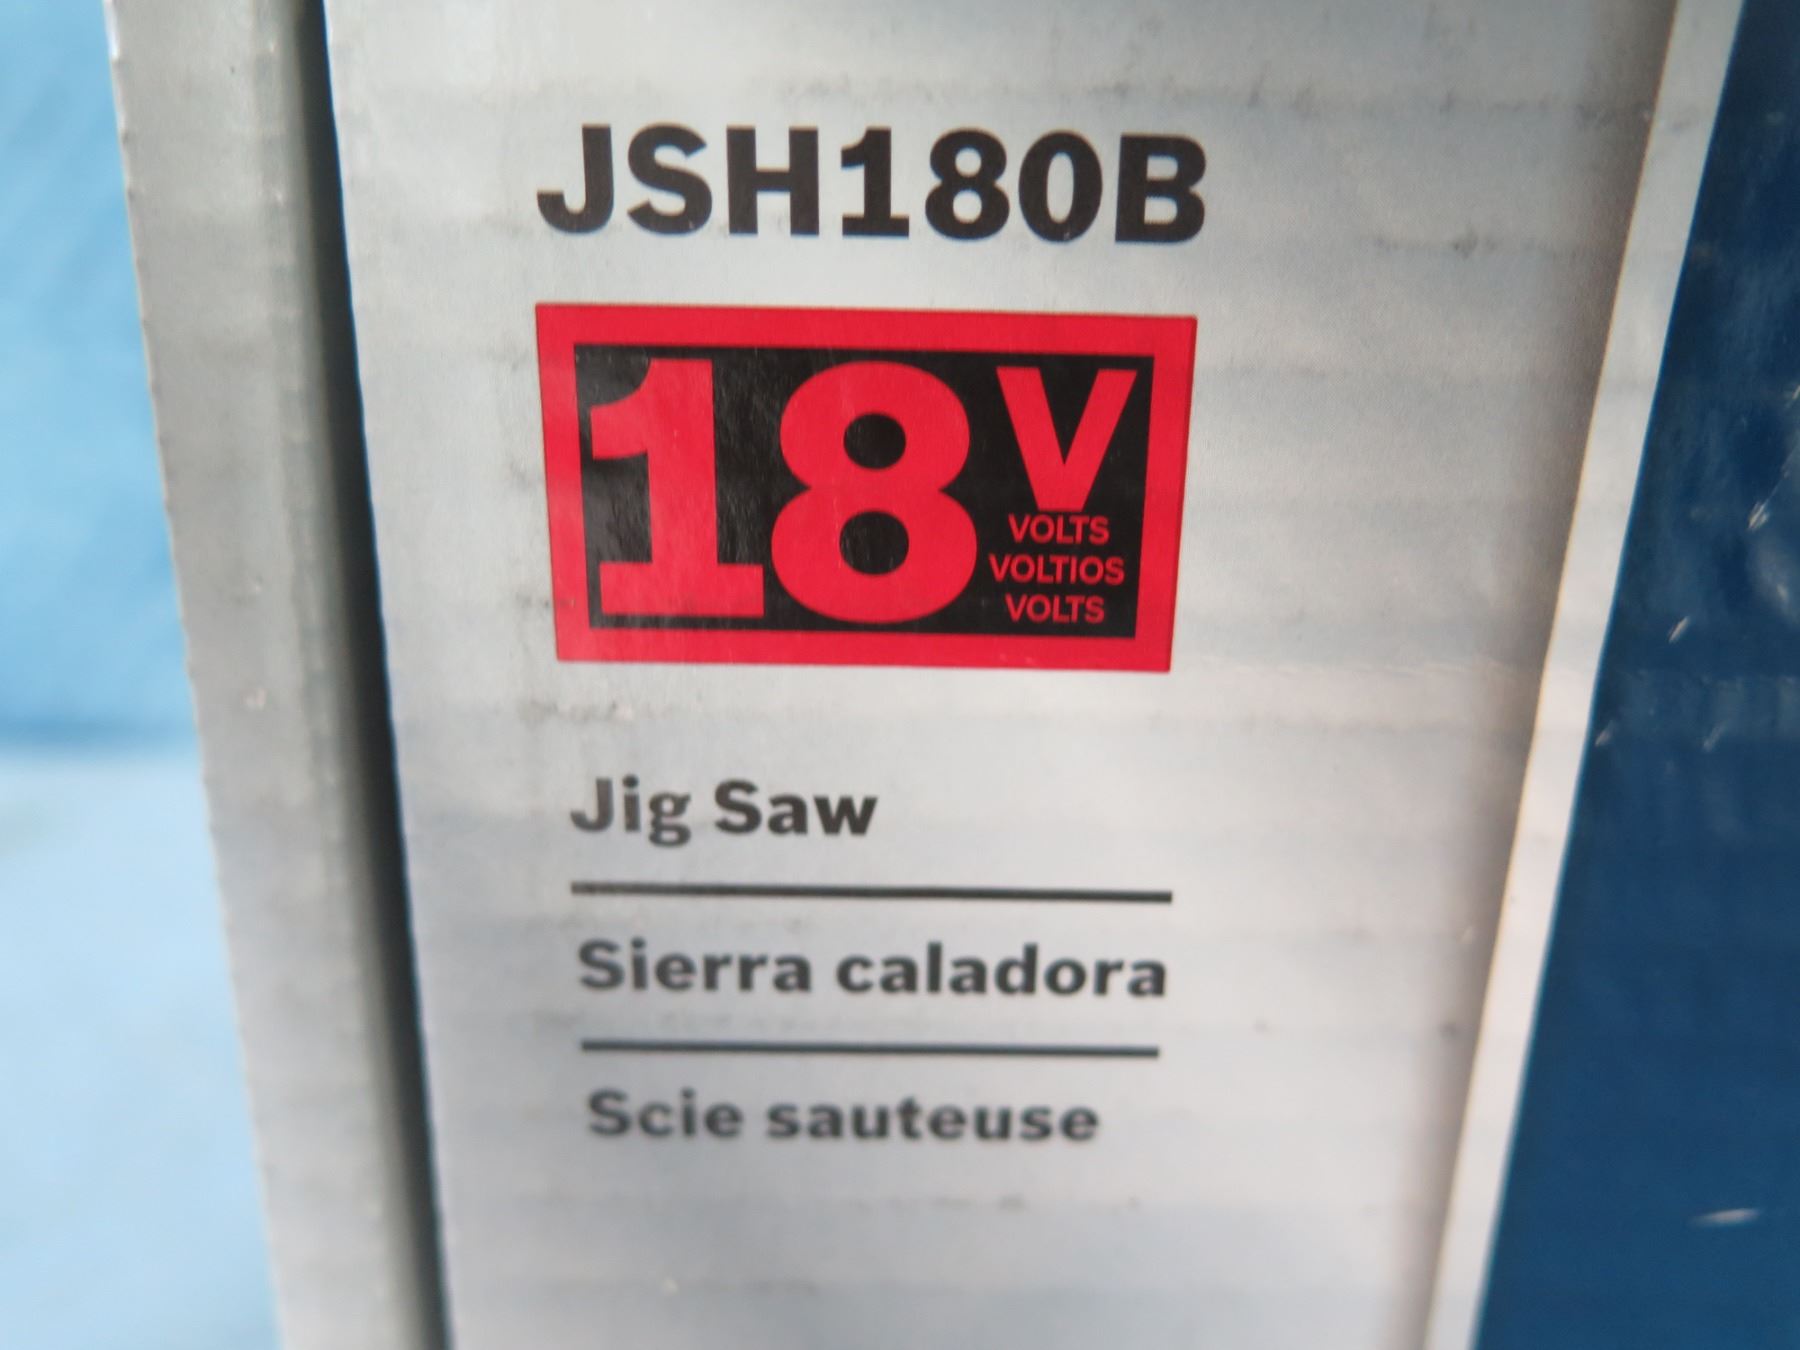 JSH180B
18V
VOLTS
VOLTIOS
VOLTS
Jig Saw
Sierra caladora
Scie sauteuse